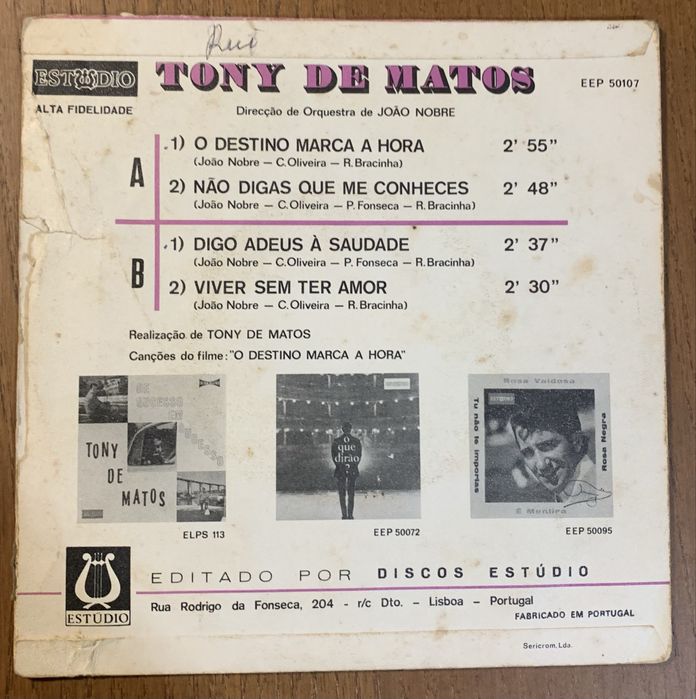 Rui
ESTÚDIO
TONY DE MATOS
EEP 50107
ALTA FIDELIDADE
Direcção de Orquestra de JOÃO NOBRE
A
1) O DESTINO MARCA A HORA 2' 55"
(João Nobre — C. Oliveira — R. Bracinha)
2) NÃO DIGAS QUE ME CONHECES 2' 48"
(João Nobre — C. Oliveira — P. Fonseca — R. Bracinha)
B
1) DIGO ADEUS À SAUDADE 2' 37"
(João Nobre — C. Oliveira — P. Fonseca — R. Bracinha)
2) VIVER SEM TER AMOR 2' 30"
(João Nobre — C. Oliveira — R. Bracinha)
Realização de TONY DE MATOS
Canções do filme: "O DESTINO MARCA A HORA"
DE
SUCESSO
EM
SUCESSO
TONY
DE
MATOS
ELPS 113
o
que
dirão
?
EEP 50072
Rosa Vaidosa
Tu não te importas
Rosa Negra
É Mentira
EEP 50095
ESTÚDIO
EDITADO POR DISCOS ESTÚDIO
Rua Rodrigo da Fonseca, 204 - r/c Dto. — Lisboa — Portugal
FABRICADO EM PORTUGAL
Sericrom, Lda.